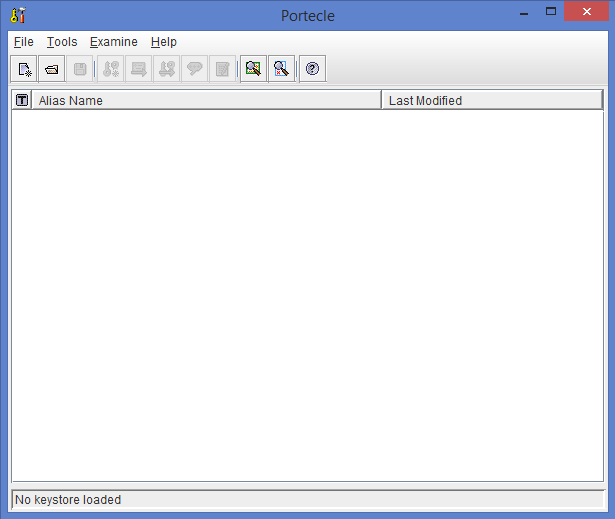 Portecle
File Tools Examine Help
T Alias Name Last Modified
No keystore loaded